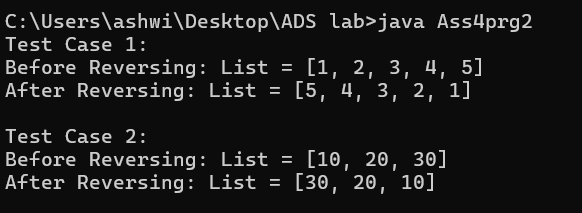 C:\Users\ashwi\Desktop\ADS lab>java Ass4prg2
Test Case 1:
Before Reversing: List = [1, 2, 3, 4, 5]
After Reversing: List = [5, 4, 3, 2, 1]
Test Case 2:
Before Reversing: List = [10, 20, 30]
After Reversing: List = [30, 20, 10]